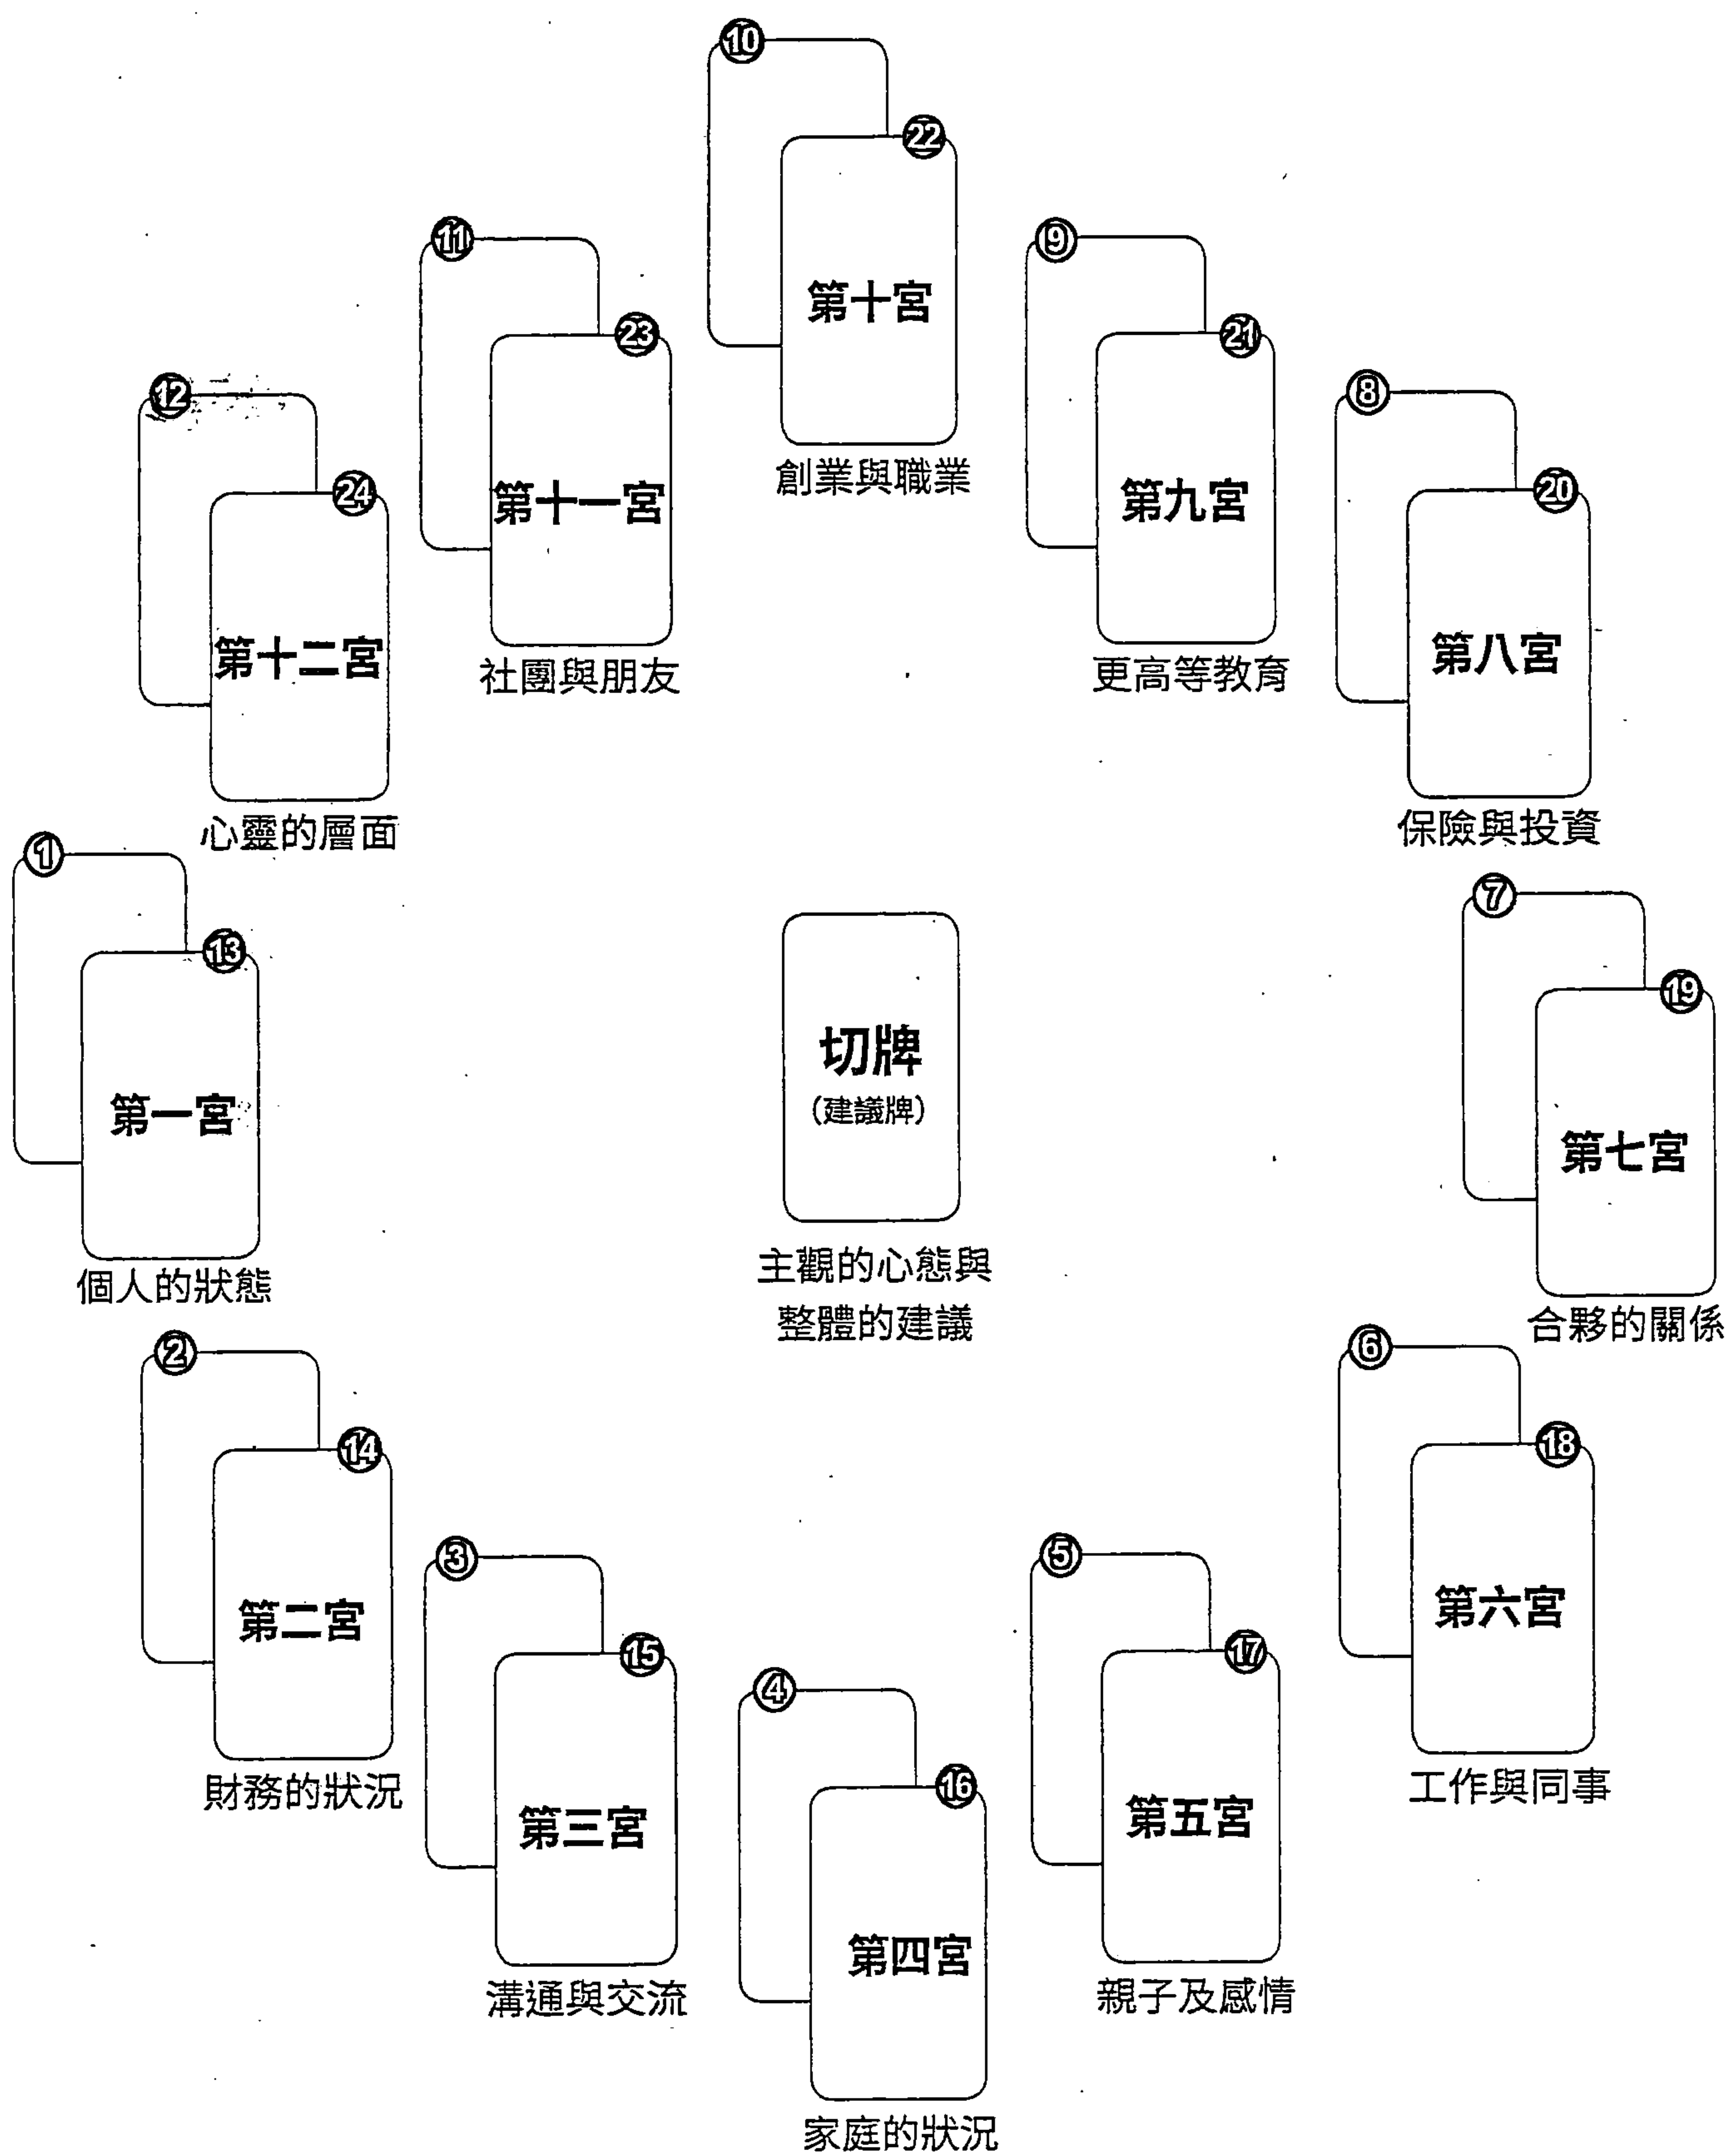 ⑩
㉒
第十宮
創業與職業
⑪
㉓
第十一宮
社團與朋友
⑨
㉑
第九宮
更高等教育
⑫
㉔
第十二宮
心靈的層面
⑧
⑳
第八宮
保險與投資
①
⑬
第一宮
個人的狀態
切牌
(建議牌)
主觀的心態與
整體的建議
⑦
⑲
第七宮
合夥的關係
②
⑭
第二宮
財務的狀況
⑥
⑱
第六宮
工作與同事
③
⑮
第三宮
溝通與交流
④
⑯
第四宮
家庭的狀況
⑤
⑰
第五宮
親子及感情